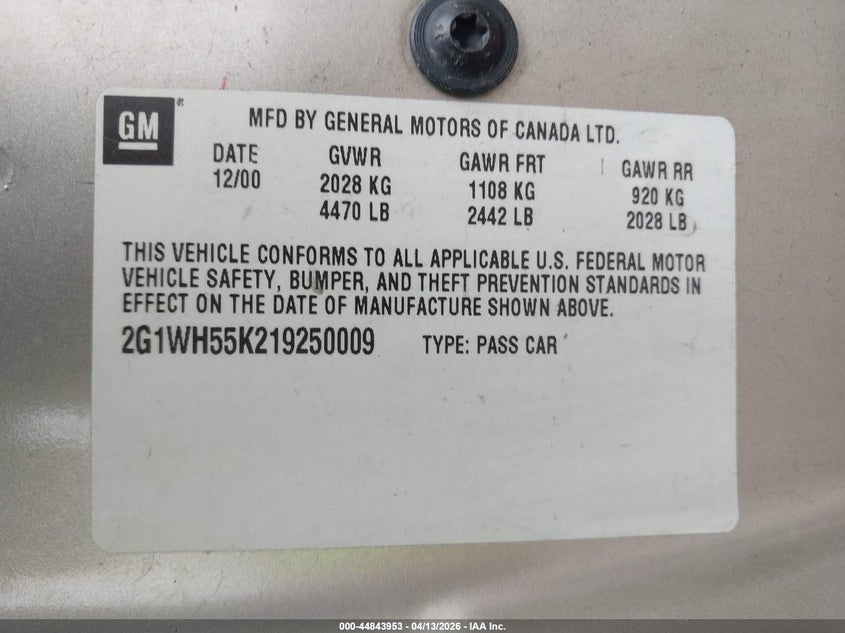 GM
MFD BY GENERAL MOTORS OF CANADA LTD.
DATE GVWR GAWR FRT GAWR RR
12/00 2028 KG 1108 KG 920 KG
4470 LB 2442 LB 2028 LB
THIS VEHICLE CONFORMS TO ALL APPLICABLE U.S. FEDERAL MOTOR
VEHICLE SAFETY, BUMPER, AND THEFT PREVENTION STANDARDS IN
EFFECT ON THE DATE OF MANUFACTURE SHOWN ABOVE.
2G1WH55K219250009 TYPE: PASS CAR
000-44843953 - 04/13/2026 - IAA Inc.